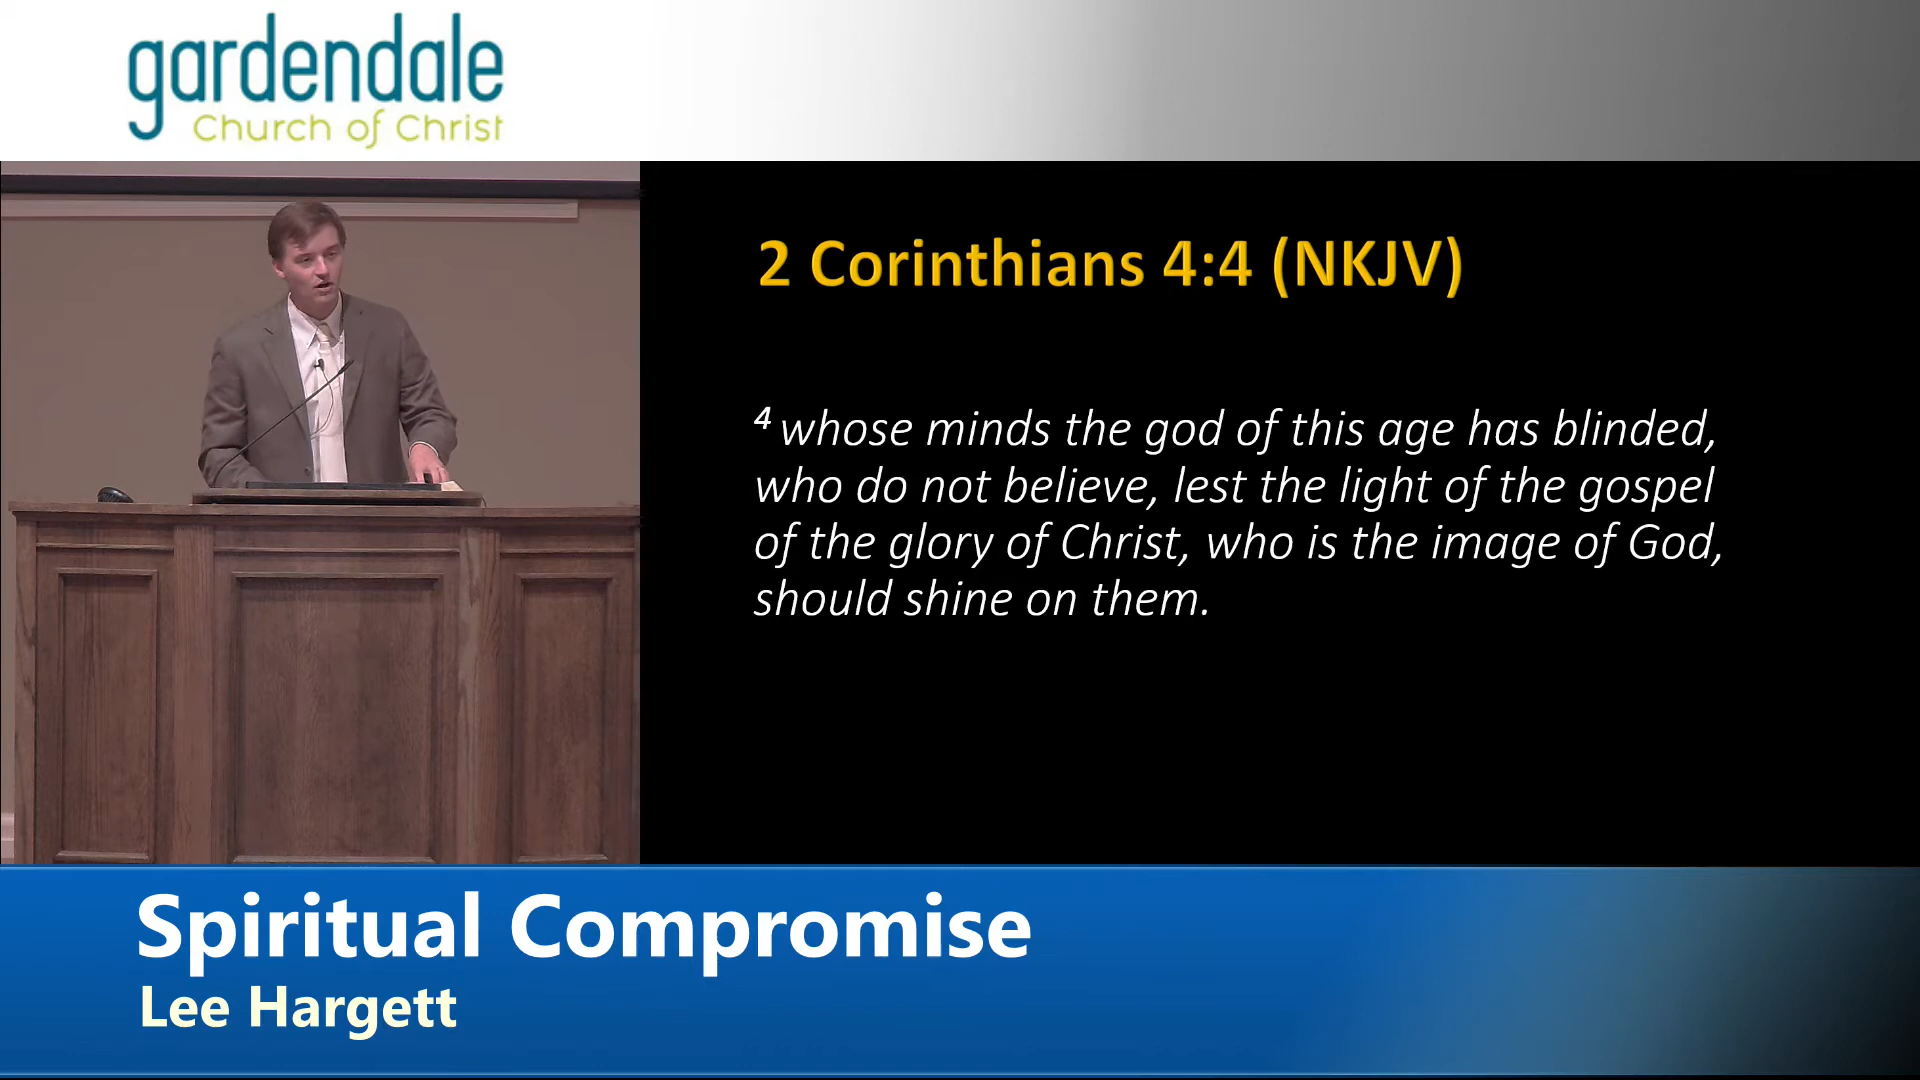 gardendale
Church of Christ
2 Corinthians 4:4 (NKJV)
4 whose minds the god of this age has blinded,
who do not believe, lest the light of the gospel
of the glory of Christ, who is the image of God,
should shine on them.
Spiritual Compromise
Lee Hargett